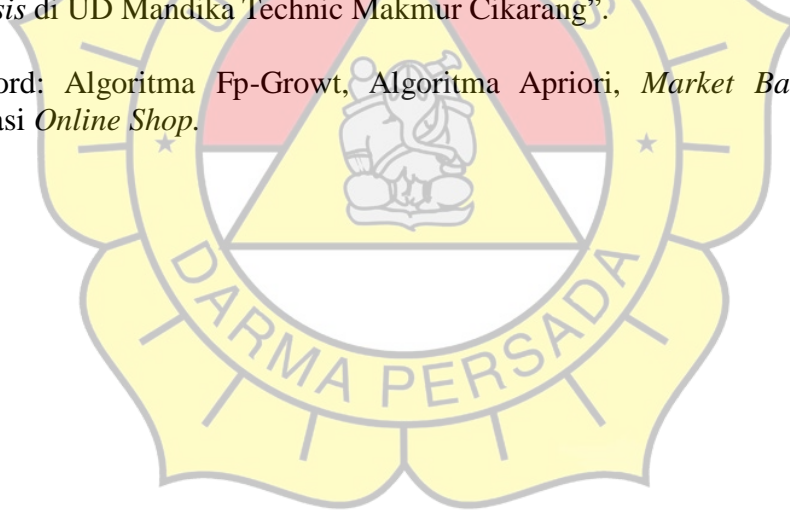 sis di UD Mandika Technic Makmur Cikarang”.
ord: Algoritma Fp-Growt, Algoritma Apriori, Market Ba
asi Online Shop.
DARMA PERSADA